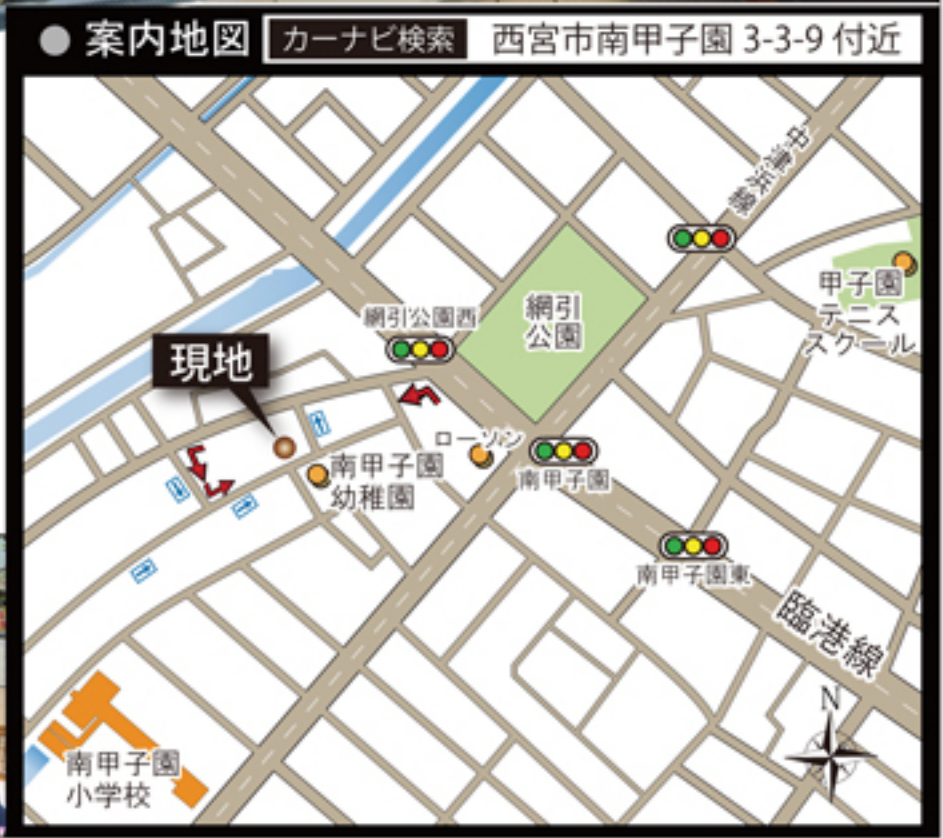 案内地図 カーナビ検索 西宮市南甲子園 3-3-9 付近
中津浜線
甲子園
テニス
スクール
網引
公園
網引公園西
現地
ローソン
南甲子園
南甲子園
幼稚園
南甲子園東
臨港線
N
南甲子園
小学校